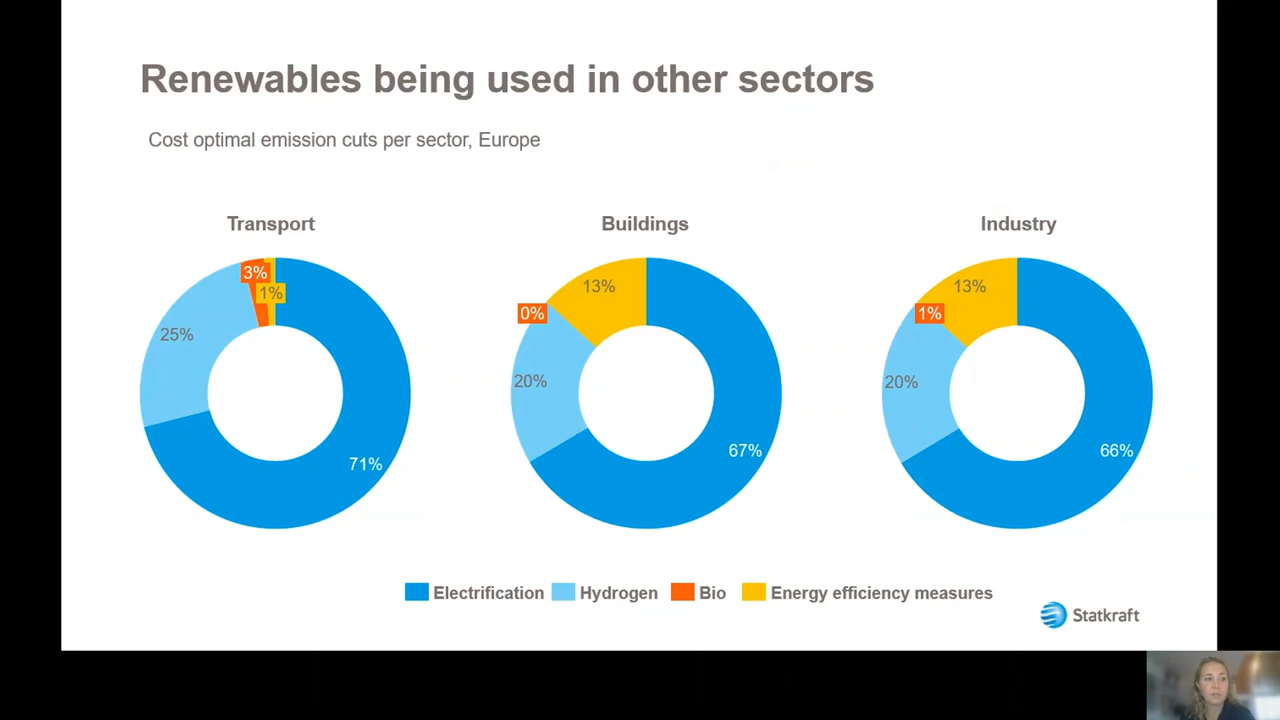 Renewables being used in other sectors
Cost optimal emission cuts per sector, Europe
Transport
3%
1%
25%
71%
Buildings
13%
0%
20%
67%
Industry
13%
1%
20%
66%
Electrification Hydrogen Bio Energy efficiency measures
Statkraft